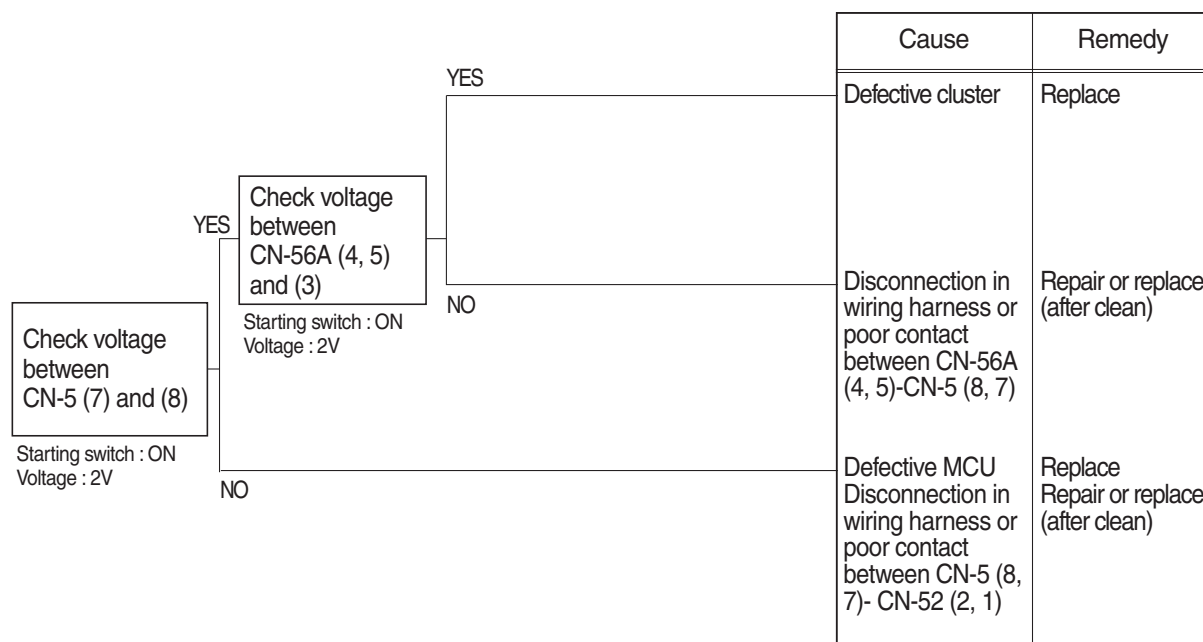 Cause
Remedy
YES
Defective cluster
Replace
Check voltage
between
CN-56A (4, 5)
and (3)
YES
Starting switch : ON
Voltage : 2V
NO
Disconnection in
wiring harness or
poor contact
between CN-56A
(4, 5)-CN-5 (8, 7)
Repair or replace
(after clean)
Check voltage
between
CN-5 (7) and (8)
Starting switch : ON
Voltage : 2V
NO
Defective MCU
Disconnection in
wiring harness or
poor contact
between CN-5 (8,
7)- CN-52 (2, 1)
Replace
Repair or replace
(after clean)